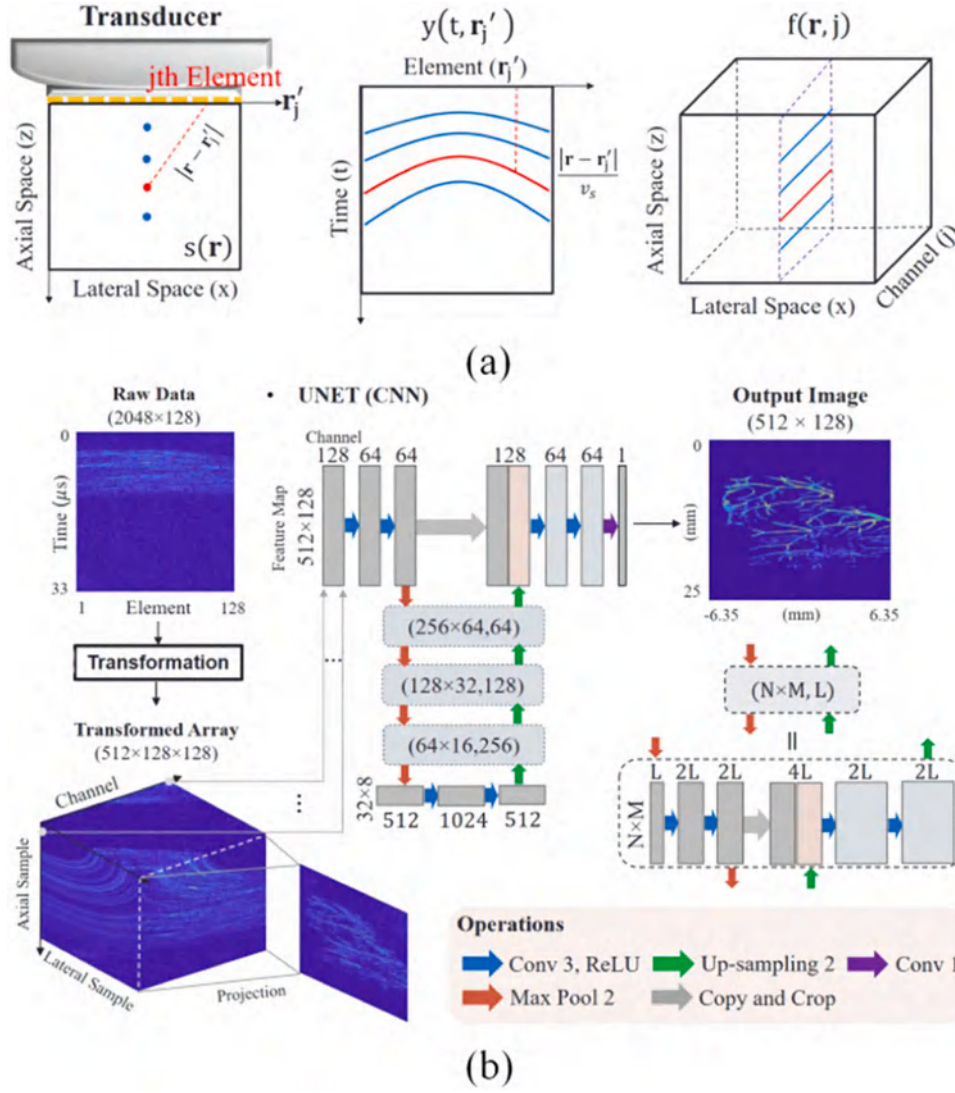 Transducer
jth Element
r_j′
|r − r_j′|
s(r)
Axial Space (z)
Lateral Space (x)
y(t, r_j′)
Element (r_j′)
Time (t)
|r − r_j′|
v_s
f(r, j)
Axial Space (z)
Lateral Space (x)
Channel (j)
(a)
Raw Data
(2048×128)
0
Time (μs)
33
1 Element 128
Transformation
Transformed Array
(512×128×128)
Channel
Axial Sample
Lateral Sample
Projection
• UNET (CNN)
Channel
128 64 64
128 64 64 1
Feature Map
512×128
(256×64,64)
(128×32,128)
(64×16,256)
32×8
512 1024 512
...
...
Output Image
(512 × 128)
0
(mm)
25
-6.35 (mm) 6.35
(N×M, L)
=
L 2L 2L 4L 2L 2L
N×M
Operations
Conv 3, ReLU
Up-sampling 2
Conv 1
Max Pool 2
Copy and Crop
(b)